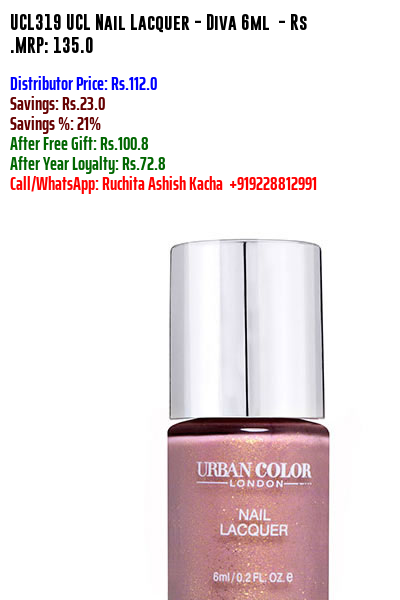 UCL319 UCL Nail Lacquer - Diva 6ml - Rs
.MRP: 135.0
Distributor Price: Rs.112.0
Savings: Rs.23.0
Savings %: 21%
After Free Gift: Rs.100.8
After Year Loyalty: Rs.72.8
Call/WhatsApp: Ruchita Ashish Kacha +919228812991
URBAN COLOR
LONDON
NAIL
LACQUER
6ml/0.2 FL. OZ. e